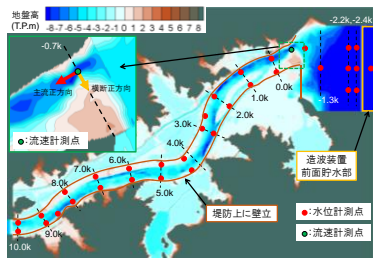 地盤高
(T.P.m)
-8 -7 -6 -5 -4 -3 -2 -1 0 1 2 3 4 5 6 7 8
-0.7k
主流正方向
横断正方向
●:流速計測点
-2.2k,-2.4k
-1.3k
0.0k
1.0k
2.0k
3.0k
4.0k
5.0k
6.0k
7.0k
8.0k
9.0k
10.0k
造波装置
前面貯水部
堤防上に壁立
●:水位計測点
●:流速計測点